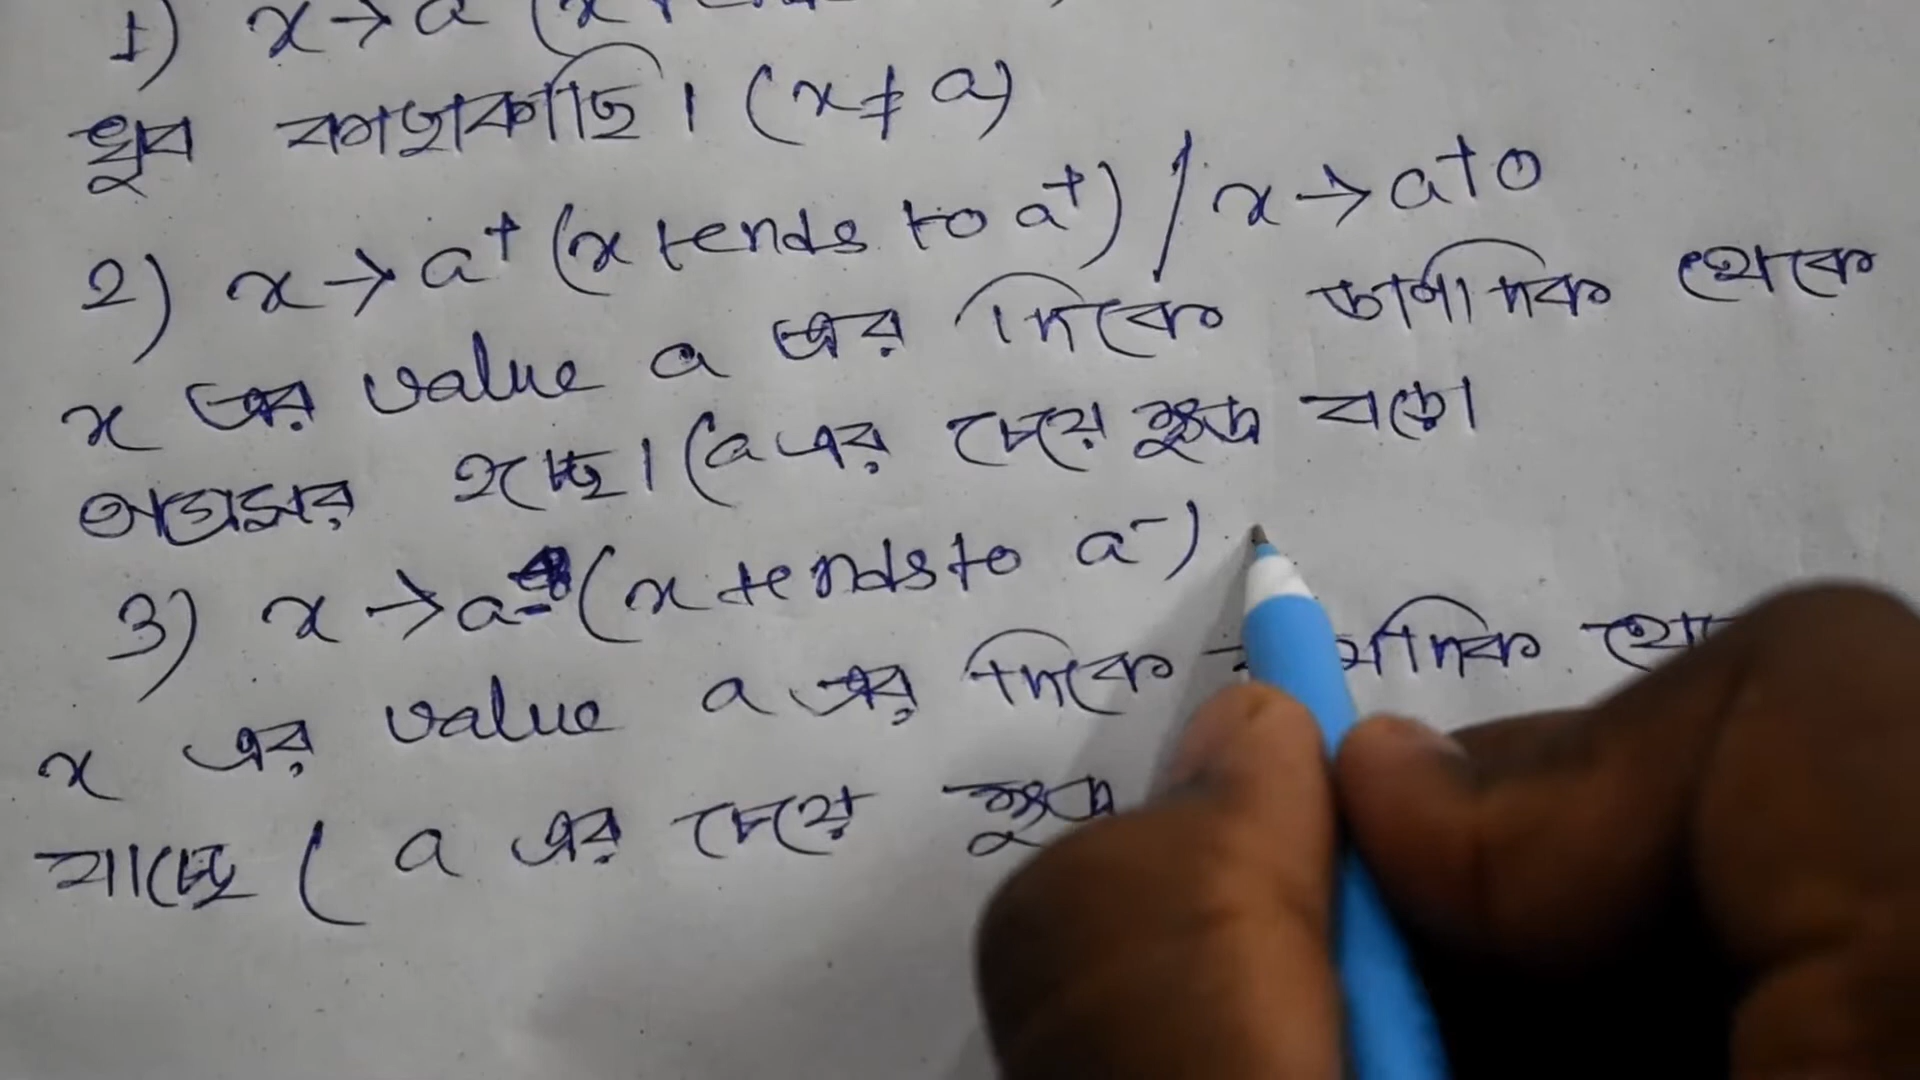 1) x → a (x
খুব কাছাকাছি। (x ≠ a)
2) x → a⁺ (x tends to a⁺) / x → a+0
x এর value a এর দিকে ডানদিক থেকে
অগ্রসর হচ্ছে। (a এর চেয়ে বড়ো
3) x → a- (x tends to a⁻)
x এর value a এর দিকে
যাচ্ছে ( a এর চেয়ে